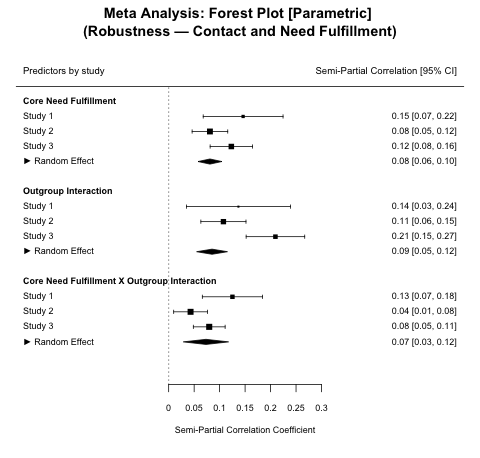 Meta Analysis: Forest Plot [Parametric]
(Robustness — Contact and Need Fulfillment)
Predictors by study Semi-Partial Correlation [95% CI]
Core Need Fulfillment
Study 1 0.15 [0.07, 0.22]
Study 2 0.08 [0.05, 0.12]
Study 3 0.12 [0.08, 0.16]
► Random Effect 0.08 [0.06, 0.10]
Outgroup Interaction
Study 1 0.14 [0.03, 0.24]
Study 2 0.11 [0.06, 0.15]
Study 3 0.21 [0.15, 0.27]
► Random Effect 0.09 [0.05, 0.12]
Core Need Fulfillment X Outgroup Interaction
Study 1 0.13 [0.07, 0.18]
Study 2 0.04 [0.01, 0.08]
Study 3 0.08 [0.05, 0.11]
► Random Effect 0.07 [0.03, 0.12]
0 0.05 0.1 0.15 0.2 0.25 0.3
Semi-Partial Correlation Coefficient